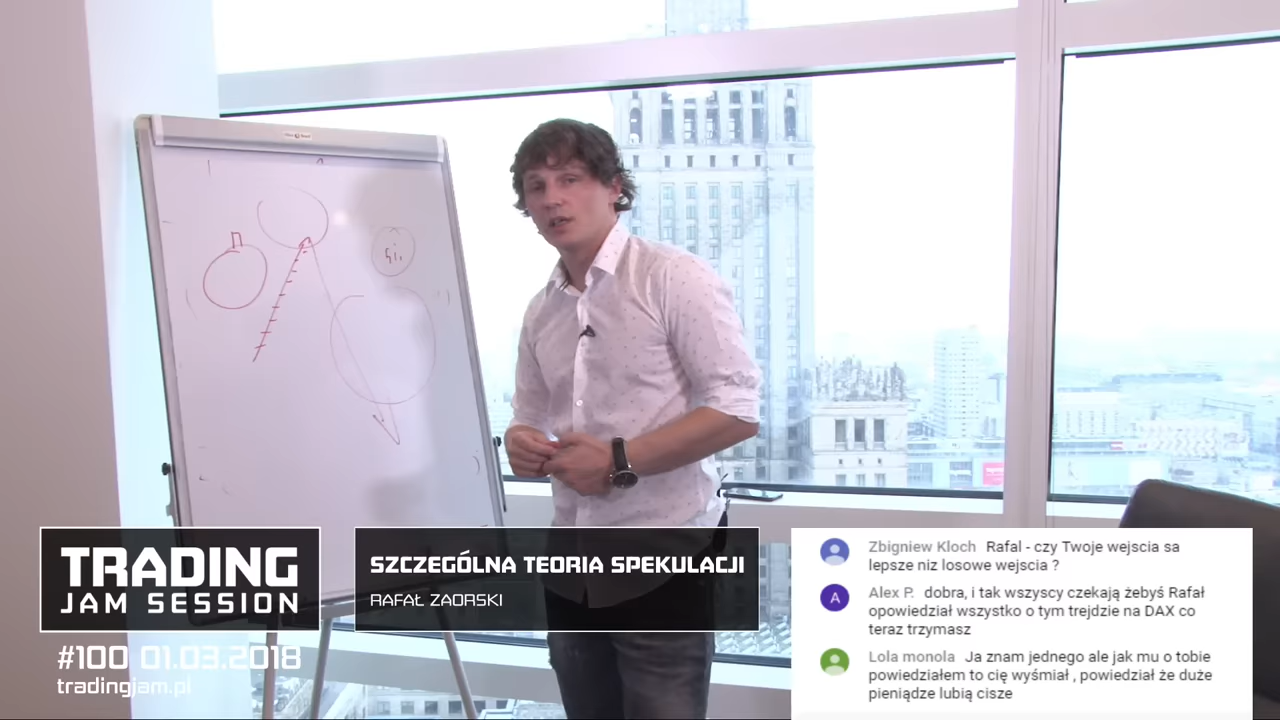 TRADING
JAM SESSION
#100 01.03.2018
tradingjam.pl
SZCZEGÓLNA TEORIA SPEKULACJI
RAFAŁ ZAORSKI
Zbigniew Kloch Rafal - czy Twoje wejscia sa
lepsze niz losowe wejscia ?
A
Alex P. dobra, i tak wszyscy czekają żebyś Rafał
opowiedział wszystko o tym trejdzie na DAX co
teraz trzymasz
Lola monola Ja znam jednego ale jak mu o tobie
powiedziałem to cię wyśmiał , powiedział że duże
pieniądze lubią cisze